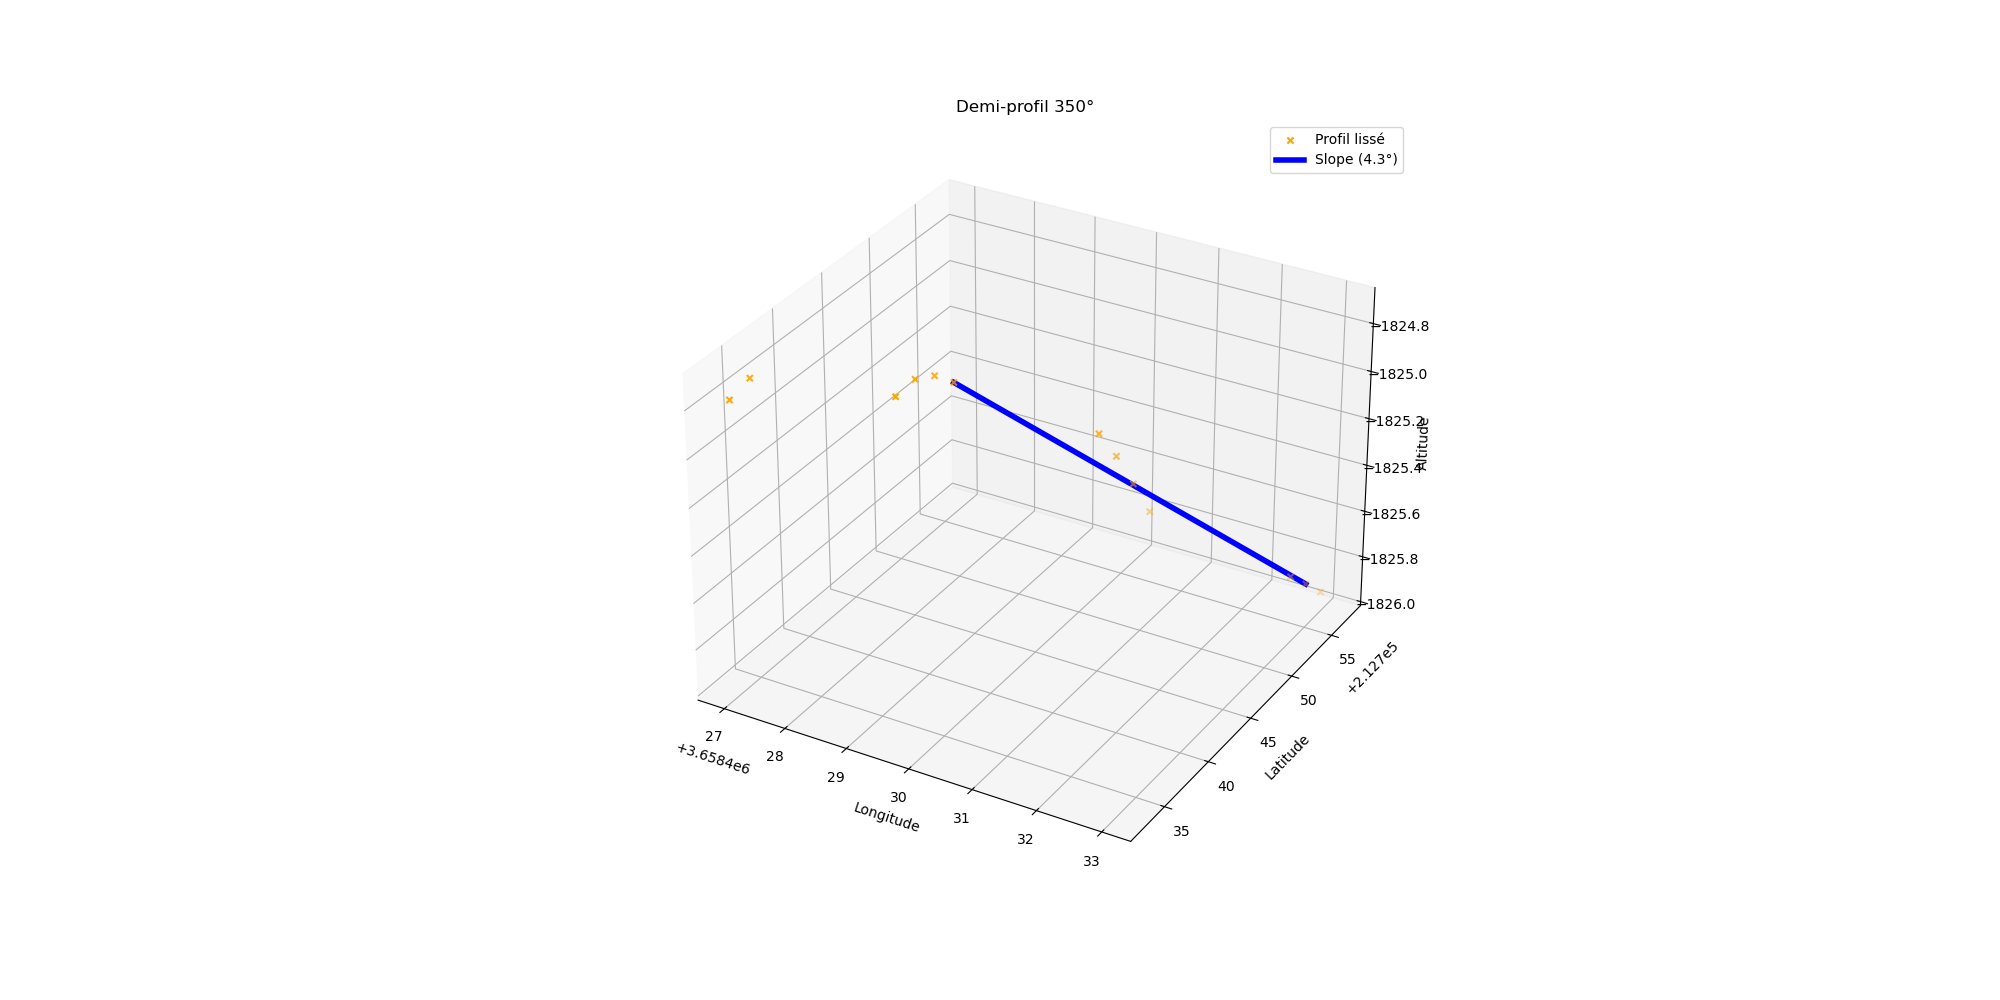 Demi-profil 350°
Profil lissé
Slope (4.3°)
−1824.8
−1825.0
−1825.2
−1825.4
−1825.6
−1825.8
−1826.0
Altitude
55
50
45
40
35
+2.127e5
Latitude
27
28
29
30
31
32
33
+3.6584e6
Longitude